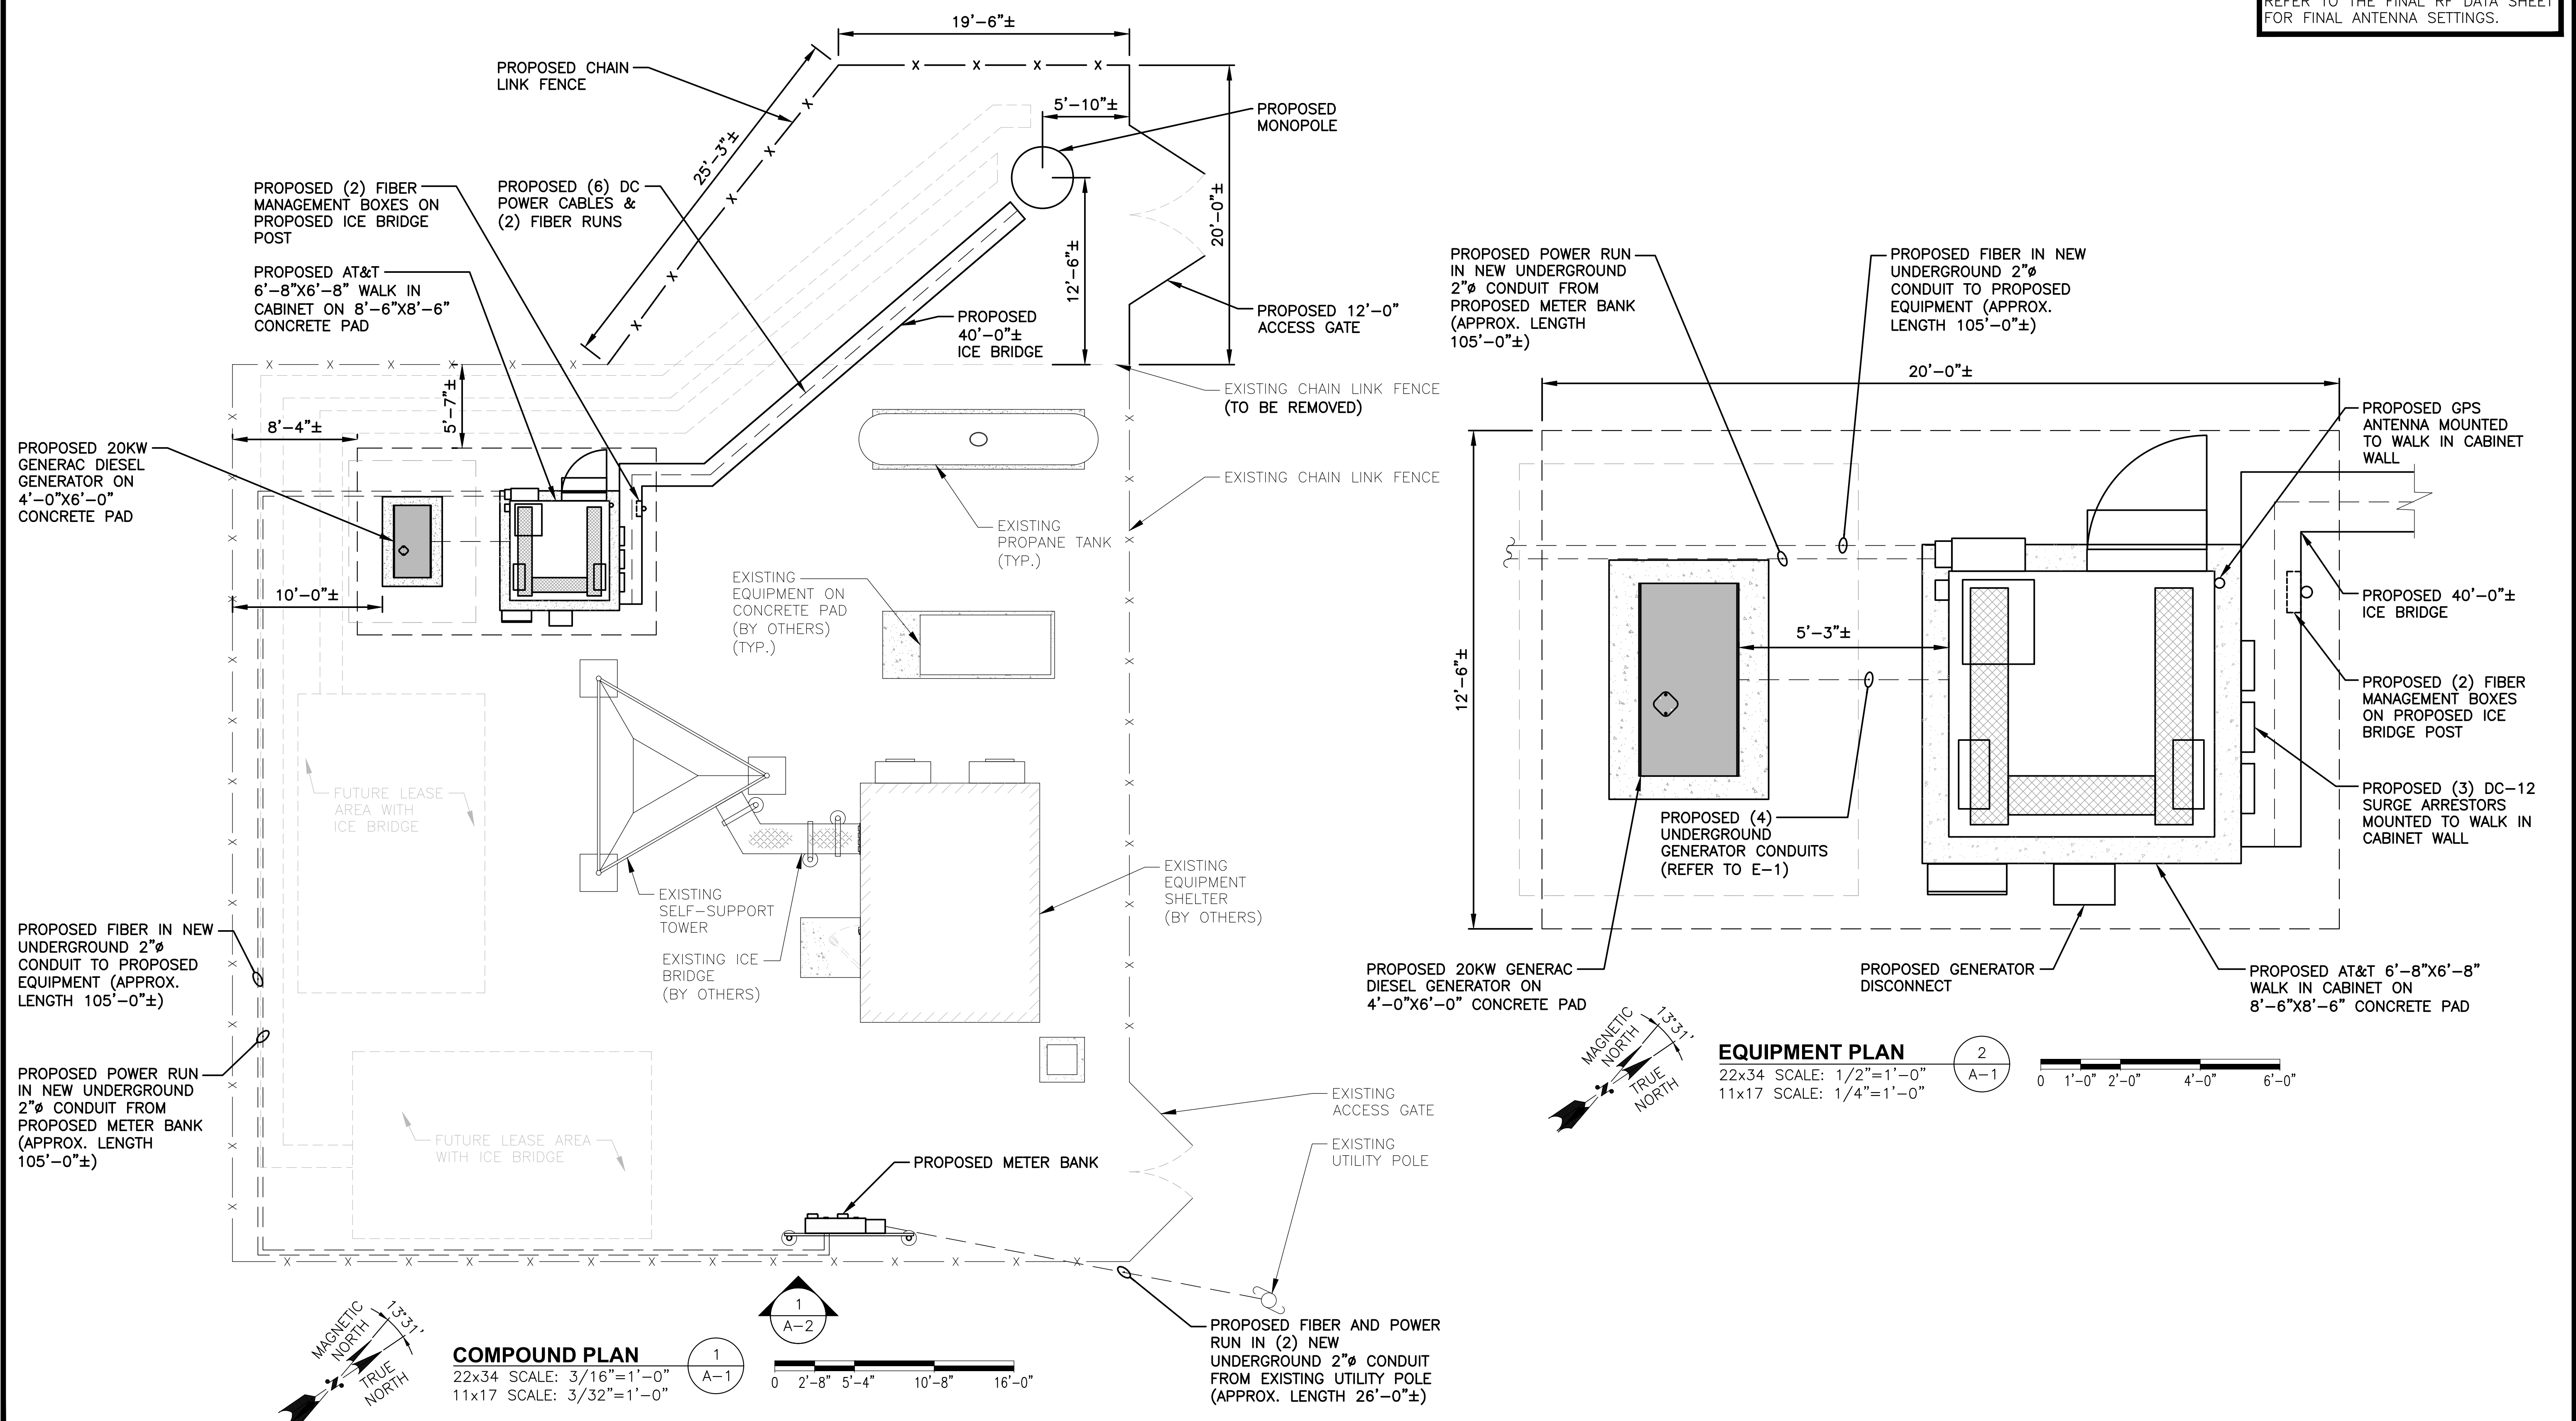 REFER TO THE FINAL RF DATA SHEET
FOR FINAL ANTENNA SETTINGS.
19'-6"±
PROPOSED CHAIN
LINK FENCE
25'-3"±
5'-10"±
PROPOSED
MONOPOLE
20'-0"±
12'-6"±
PROPOSED (2) FIBER
MANAGEMENT BOXES ON
PROPOSED ICE BRIDGE
POST
PROPOSED (6) DC
POWER CABLES &
(2) FIBER RUNS
PROPOSED AT&T
6'-8"X6'-8" WALK IN
CABINET ON 8'-6"X8'-6"
CONCRETE PAD
PROPOSED
40'-0"±
ICE BRIDGE
PROPOSED 12'-0"
ACCESS GATE
EXISTING CHAIN LINK FENCE
(TO BE REMOVED)
5'-7"±
8'-4"±
PROPOSED 20KW
GENERAC DIESEL
GENERATOR ON
4'-0"X6'-0"
CONCRETE PAD
10'-0"±
EXISTING CHAIN LINK FENCE
EXISTING
PROPANE TANK
(TYP.)
EXISTING
EQUIPMENT ON
CONCRETE PAD
(BY OTHERS)
(TYP.)
FUTURE LEASE
AREA WITH
ICE BRIDGE
EXISTING
SELF-SUPPORT
TOWER
EXISTING ICE
BRIDGE
(BY OTHERS)
EXISTING
EQUIPMENT
SHELTER
(BY OTHERS)
PROPOSED FIBER IN NEW
UNDERGROUND 2"ø
CONDUIT TO PROPOSED
EQUIPMENT (APPROX.
LENGTH 105'-0"±)
PROPOSED POWER RUN
IN NEW UNDERGROUND
2"ø CONDUIT FROM
PROPOSED METER BANK
(APPROX. LENGTH
105'-0"±)
FUTURE LEASE AREA
WITH ICE BRIDGE
EXISTING
ACCESS GATE
EXISTING
UTILITY POLE
PROPOSED METER BANK
PROPOSED FIBER AND POWER
RUN IN (2) NEW
UNDERGROUND 2"ø CONDUIT
FROM EXISTING UTILITY POLE
(APPROX. LENGTH 26'-0"±)
1
A-2
MAGNETIC
NORTH
13°31'
TRUE
NORTH
COMPOUND PLAN
22x34 SCALE: 3/16"=1'-0"
11x17 SCALE: 3/32"=1'-0"
1
A-1
0 2'-8" 5'-4" 10'-8" 16'-0"
PROPOSED POWER RUN
IN NEW UNDERGROUND
2"ø CONDUIT FROM
PROPOSED METER BANK
(APPROX. LENGTH
105'-0"±)
PROPOSED FIBER IN NEW
UNDERGROUND 2"ø
CONDUIT TO PROPOSED
EQUIPMENT (APPROX.
LENGTH 105'-0"±)
20'-0"±
PROPOSED GPS
ANTENNA MOUNTED
TO WALK IN CABINET
WALL
12'-6"±
5'-3"±
PROPOSED 40'-0"±
ICE BRIDGE
PROPOSED (2) FIBER
MANAGEMENT BOXES
ON PROPOSED ICE
BRIDGE POST
PROPOSED (3) DC-12
SURGE ARRESTORS
MOUNTED TO WALK IN
CABINET WALL
PROPOSED (4)
UNDERGROUND
GENERATOR CONDUITS
(REFER TO E-1)
PROPOSED 20KW GENERAC
DIESEL GENERATOR ON
4'-0"X6'-0" CONCRETE PAD
PROPOSED GENERATOR
DISCONNECT
PROPOSED AT&T 6'-8"X6'-8"
WALK IN CABINET ON
8'-6"X8'-6" CONCRETE PAD
MAGNETIC
NORTH
13°31'
TRUE
NORTH
EQUIPMENT PLAN
22x34 SCALE: 1/2"=1'-0"
11x17 SCALE: 1/4"=1'-0"
2
A-1
0 1'-0" 2'-0" 4'-0" 6'-0"